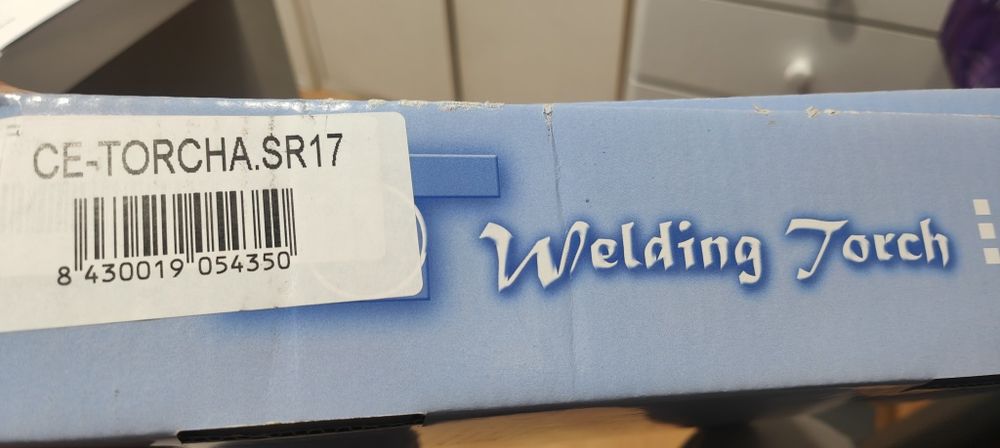 CE-TORCHA.SR17
8 430019 054350
Welding Torch